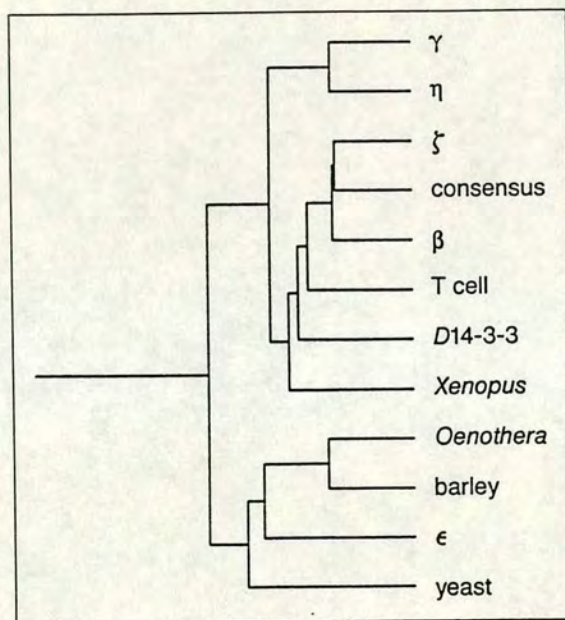 γ
η
ζ
consensus
β
T cell
D14-3-3
Xenopus
Oenothera
barley
ϵ
yeast